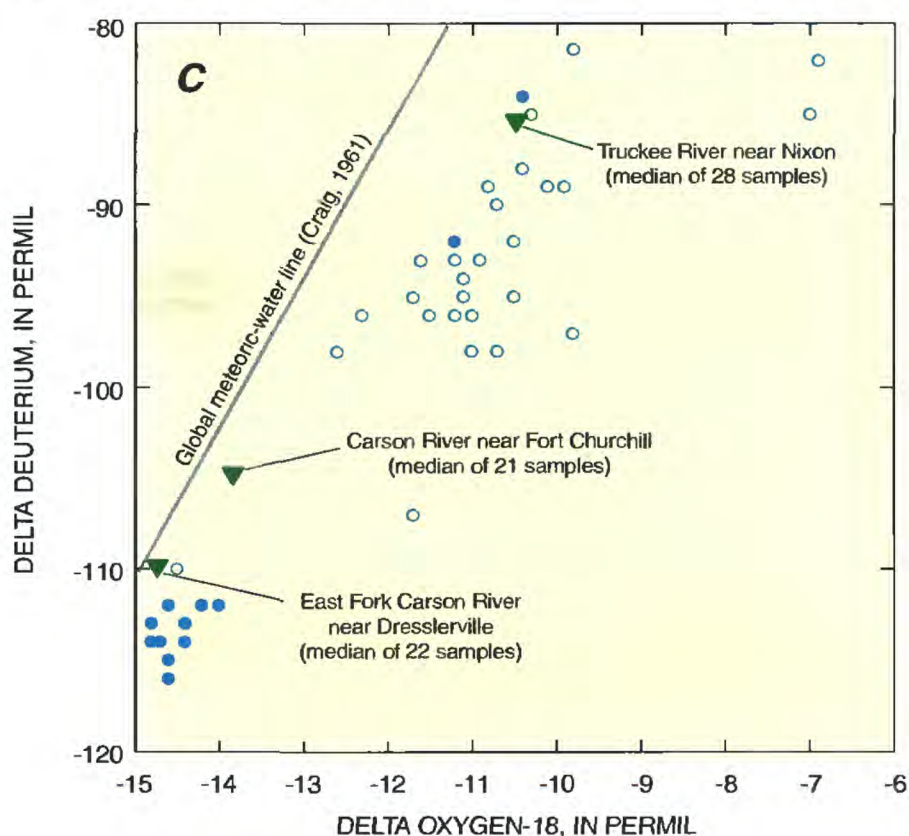 C
-80
-90
-100
-110
-120
DELTA DEUTERIUM, IN PERMIL
Global meteoric-water line (Craig, 1961)
Truckee River near Nixon
(median of 28 samples)
Carson River near Fort Churchill
(median of 21 samples)
East Fork Carson River
near Dresslerville
(median of 22 samples)
-15 -14 -13 -12 -11 -10 -9 -8 -7 -6
DELTA OXYGEN-18, IN PERMIL